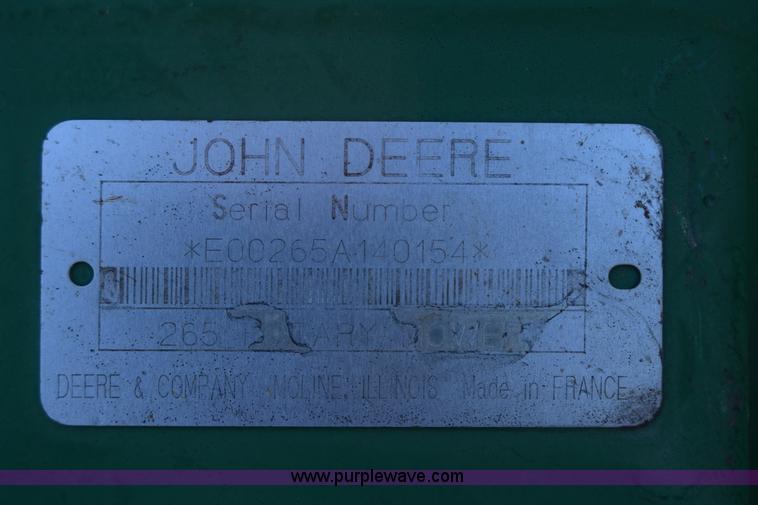 JOHN DEERE
Serial Number
*E00265A140154*
265
DEERE & COMPANY MOLINE, ILLINOIS Made in FRANCE
www.purplewave.com